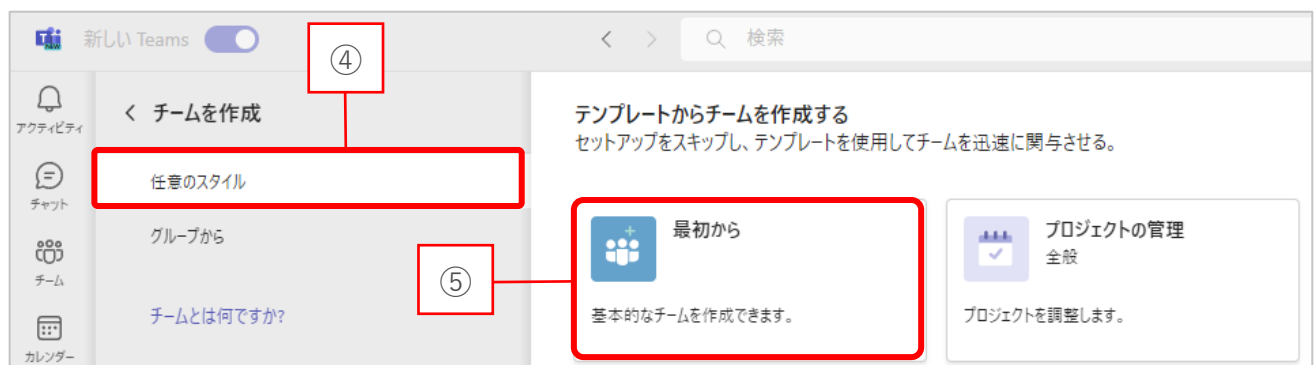 新しい Teams
検索
④
アクティビティ
チャット
チーム
カレンダー
チームを作成
任意のスタイル
グループから
チームとは何ですか?
⑤
テンプレートからチームを作成する
セットアップをスキップし、テンプレートを使用してチームを迅速に関与させる。
最初から
基本的なチームを作成できます。
プロジェクトの管理
全般
プロジェクトを調整します。